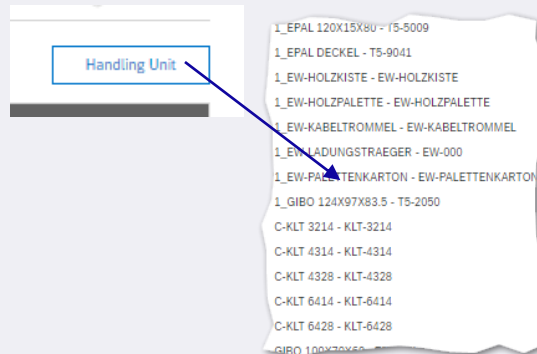 Handling Unit
1_EPAL 120X15X80 - T5-5009
1_EPAL DECKEL - T5-9041
1_EW-HOLZKISTE - EW-HOLZKISTE
1_EW-HOLZPALETTE - EW-HOLZPALETTE
1_EW-KABELTROMMEL - EW-KABELTROMMEL
1_EW-LADUNGSTRAEGER - EW-000
1_EW-PALETTENKARTON - EW-PALETTENKARTON
1_GIBO 124X97X83.5 - T5-2050
C-KLT 3214 - KLT-3214
C-KLT 4314 - KLT-4314
C-KLT 4328 - KLT-4328
C-KLT 6414 - KLT-6414
C-KLT 6428 - KLT-6428
GIBO